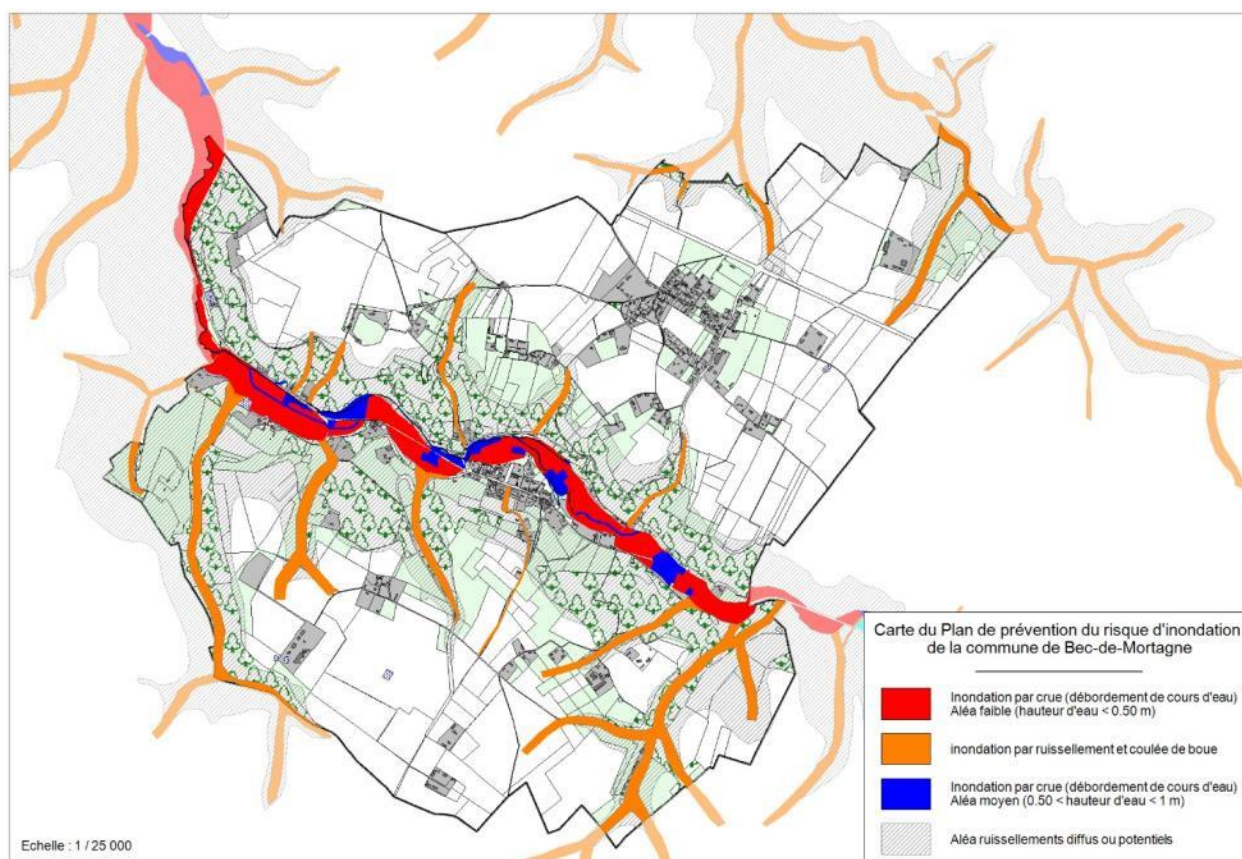 Carte du Plan de prévention du risque d'inondation
de la commune de Bec-de-Mortagne
Inondation par crue (débordement de cours d'eau)
Aléa faible (hauteur d'eau < 0.50 m)
inondation par ruissellement et coulée de boue
Inondation par crue (débordement de cours d'eau)
Aléa moyen (0.50 < hauteur d'eau < 1 m)
Aléa ruissellements diffus ou potentiels
Echelle : 1 / 25 000